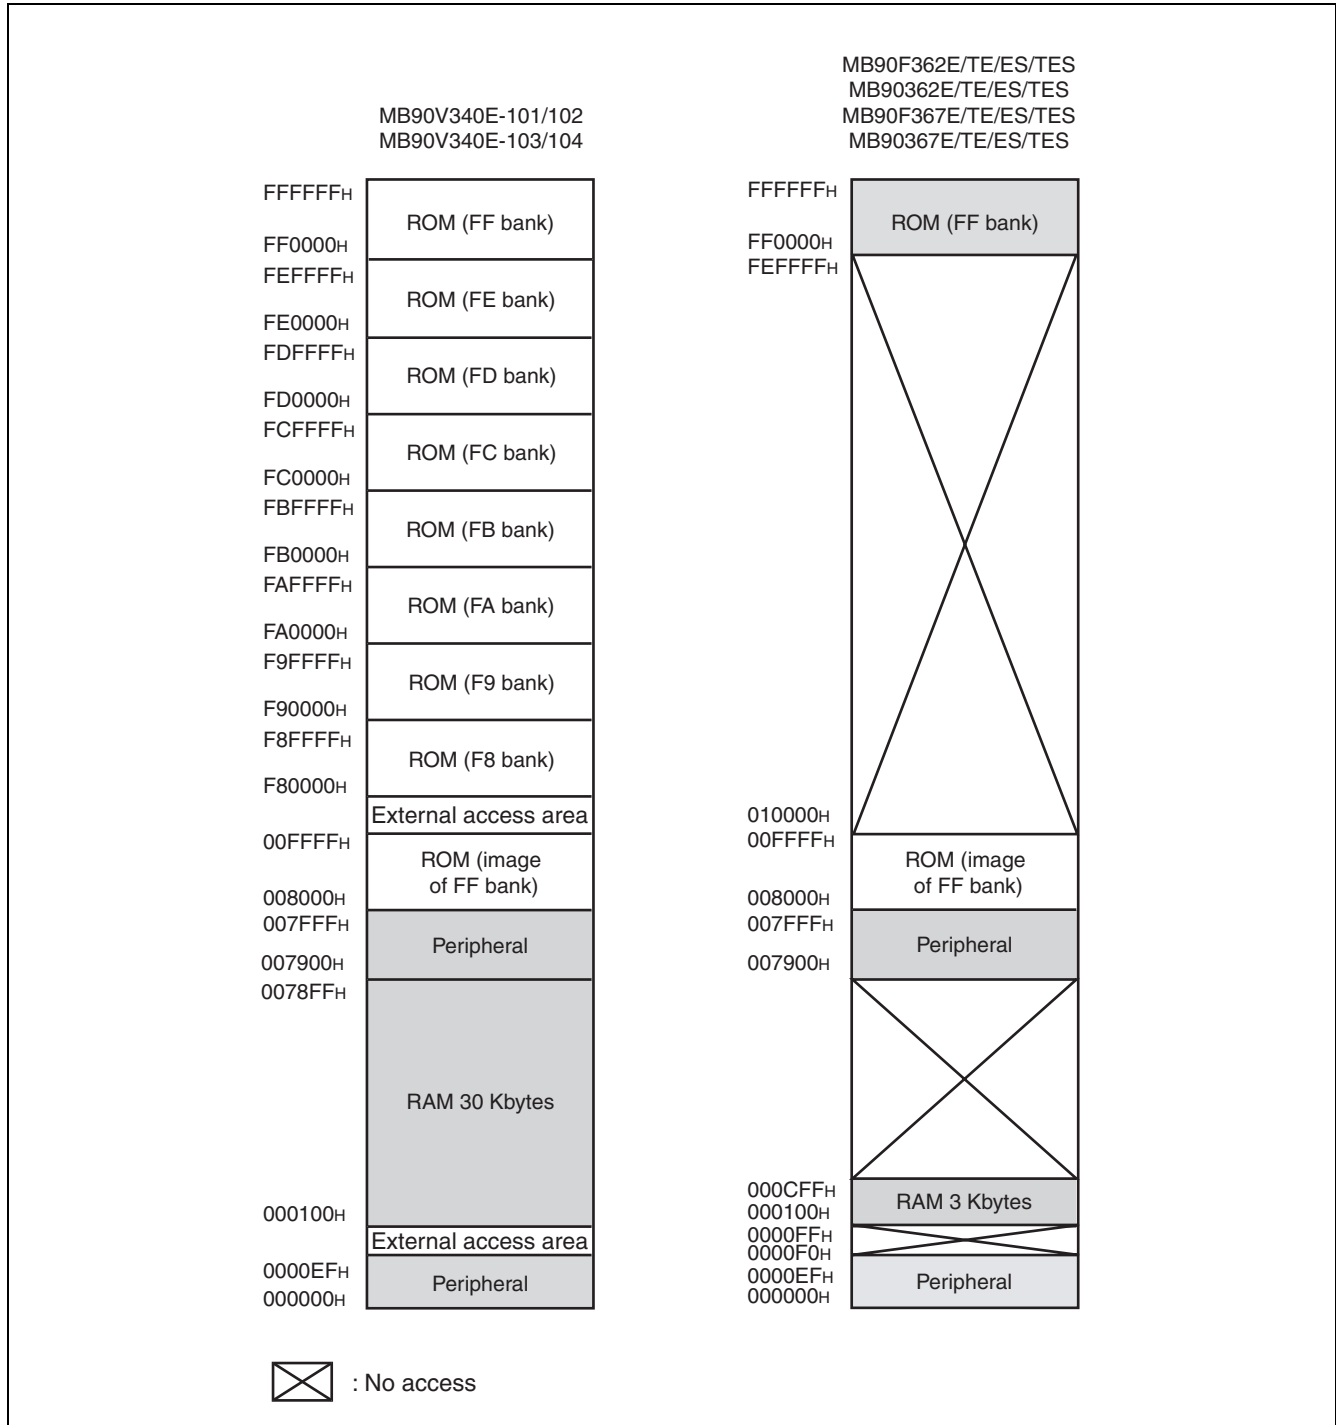 MB90V340E-101/102
MB90V340E-103/104
FFFFFFH
ROM (FF bank)
FF0000H
FEFFFFH
ROM (FE bank)
FE0000H
FDFFFFH
ROM (FD bank)
FD0000H
FCFFFFH
ROM (FC bank)
FC0000H
FBFFFFH
ROM (FB bank)
FB0000H
FAFFFFH
ROM (FA bank)
FA0000H
F9FFFFH
ROM (F9 bank)
F90000H
F8FFFFH
ROM (F8 bank)
F80000H
External access area
00FFFFH
ROM (image
of FF bank)
008000H
007FFFH
Peripheral
007900H
0078FFH
RAM 30 Kbytes
000100H
External access area
0000EFH
Peripheral
000000H
MB90F362E/TE/ES/TES
MB90362E/TE/ES/TES
MB90F367E/TE/ES/TES
MB90367E/TE/ES/TES
FFFFFFH
ROM (FF bank)
FF0000H
FEFFFFH
010000H
00FFFFH
ROM (image
of FF bank)
008000H
007FFFH
Peripheral
007900H
000CFFH
RAM 3 Kbytes
000100H
0000FFH
0000F0H
0000EFH
Peripheral
000000H
: No access